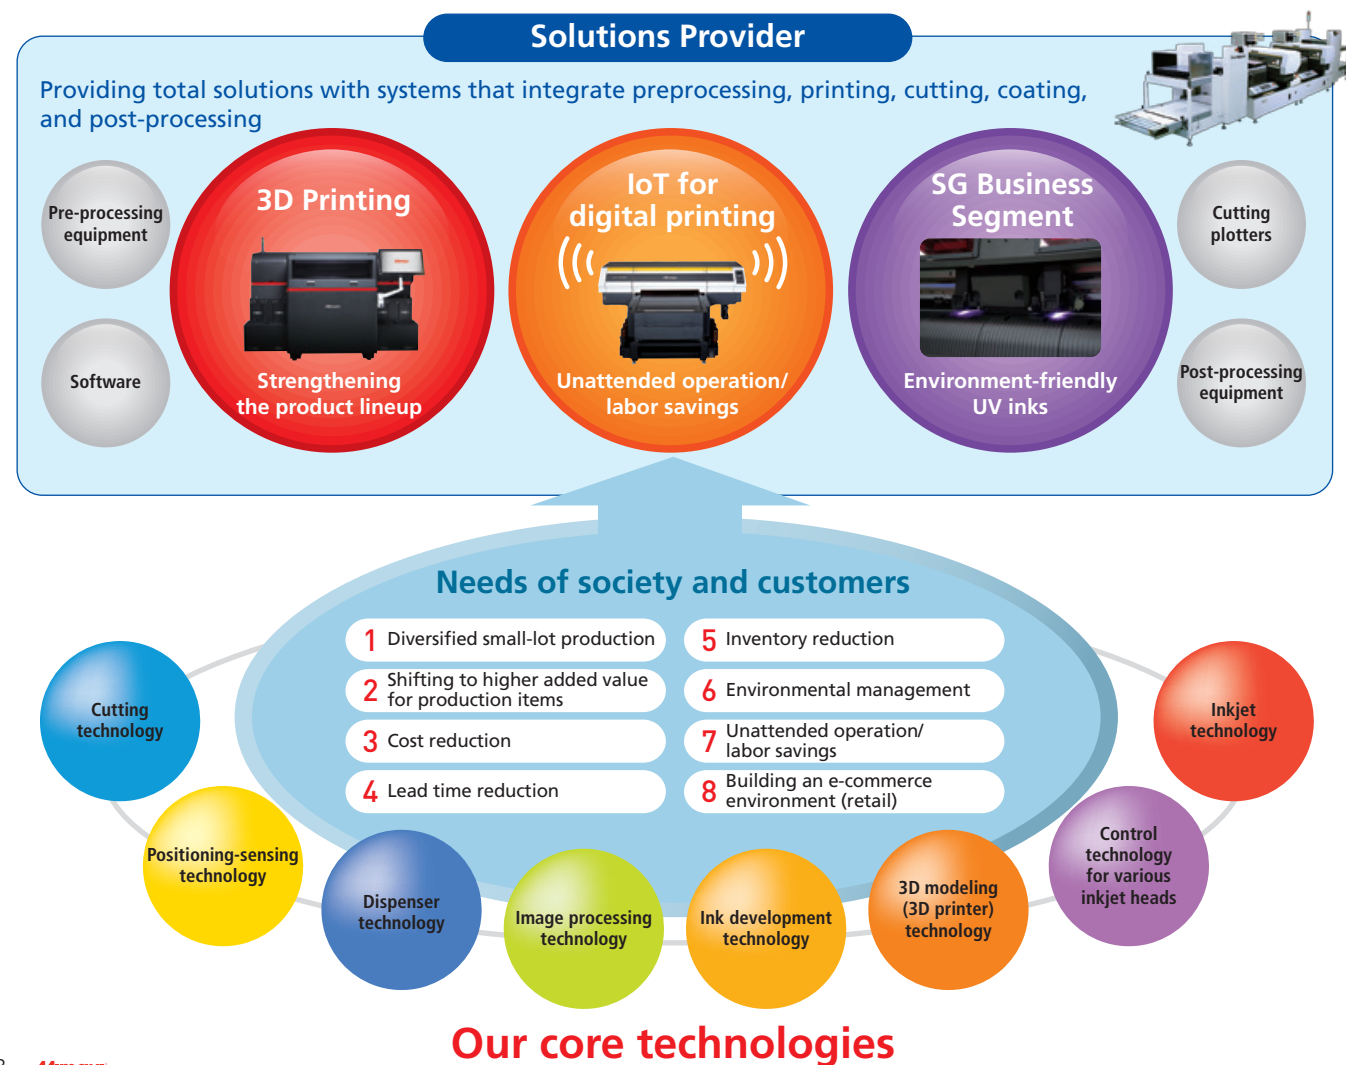 Solutions Provider
Providing total solutions with systems that integrate preprocessing, printing, cutting, coating,
and post-processing
Pre-processing
equipment
Software
3D Printing
Strengthening
the product lineup
IoT for
digital printing
Unattended operation/
labor savings
SG Business
Segment
Environment-friendly
UV inks
Cutting
plotters
Post-processing
equipment
Needs of society and customers
1 Diversified small-lot production
2 Shifting to higher added value
for production items
3 Cost reduction
4 Lead time reduction
5 Inventory reduction
6 Environmental management
7 Unattended operation/
labor savings
8 Building an e-commerce
environment (retail)
Cutting
technology
Positioning-sensing
technology
Dispenser
technology
Image processing
technology
Ink development
technology
3D modeling
(3D printer)
technology
Control
technology
for various
inkjet heads
Inkjet
technology
Our core technologies